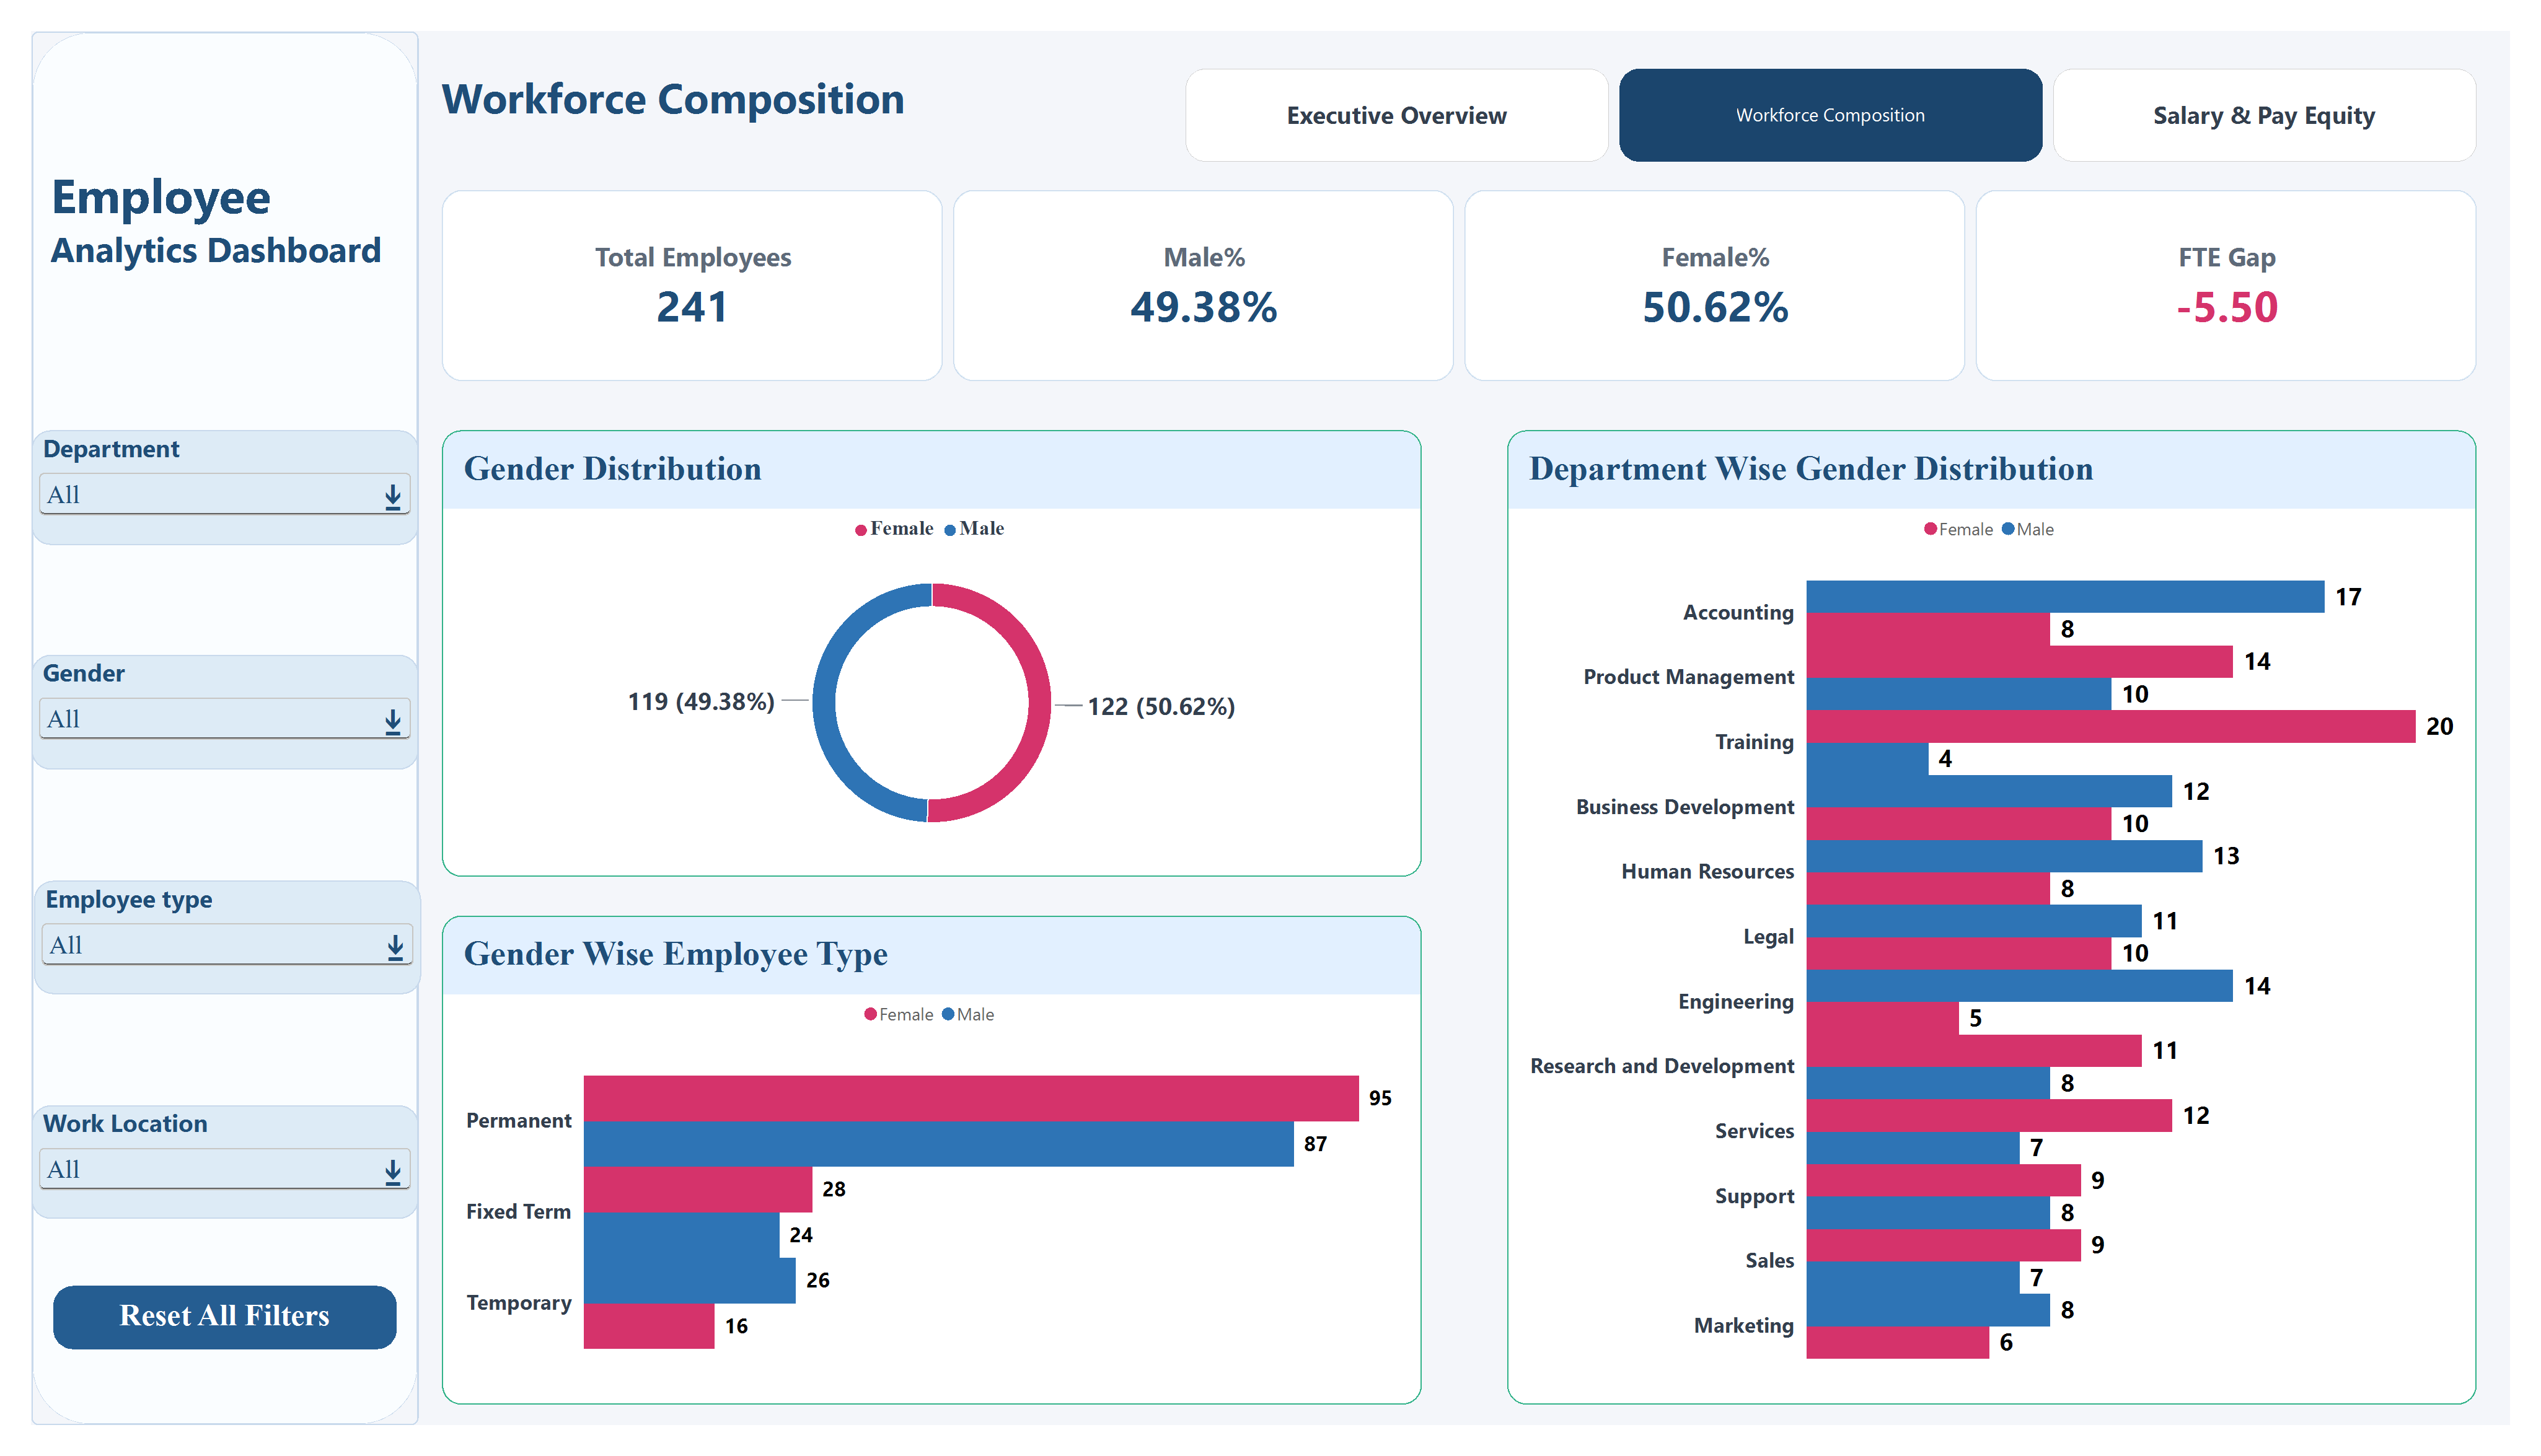 Employee
Analytics Dashboard
Department
All
Gender
All
Employee type
All
Work Location
All
Reset All Filters
Workforce Composition
Executive Overview
Workforce Composition
Salary & Pay Equity
Total Employees
241
Male%
49.38%
Female%
50.62%
FTE Gap
-5.50
Gender Distribution
Female Male
119 (49.38%)
122 (50.62%)
Gender Wise Employee Type
Female Male
Permanent
95
87
Fixed Term
28
24
Temporary
26
16
Department Wise Gender Distribution
Female Male
Accounting
17
8
Product Management
14
10
Training
20
4
Business Development
12
10
Human Resources
13
8
Legal
11
10
Engineering
14
5
Research and Development
11
8
Services
12
7
Support
9
8
Sales
9
7
Marketing
8
6